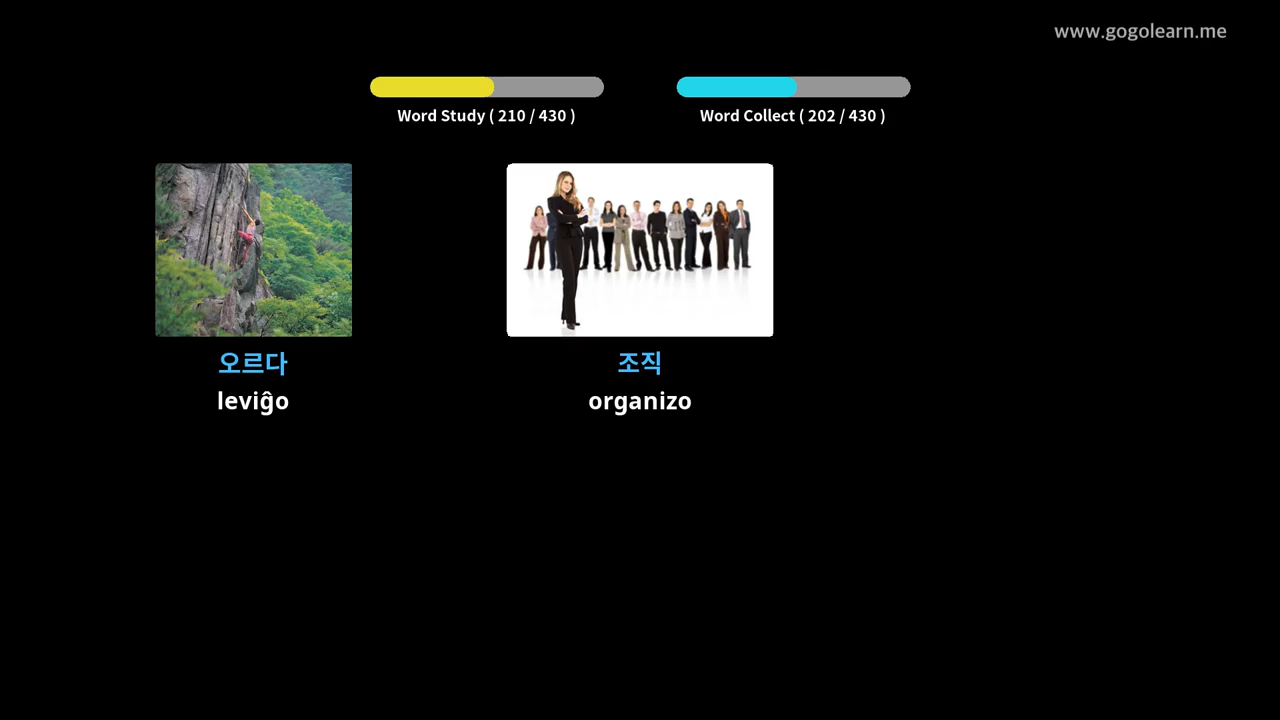 www.gogolearn.me
Word Study ( 210 / 430 )
Word Collect ( 202 / 430 )
오르다
leviĝo
조직
organizo